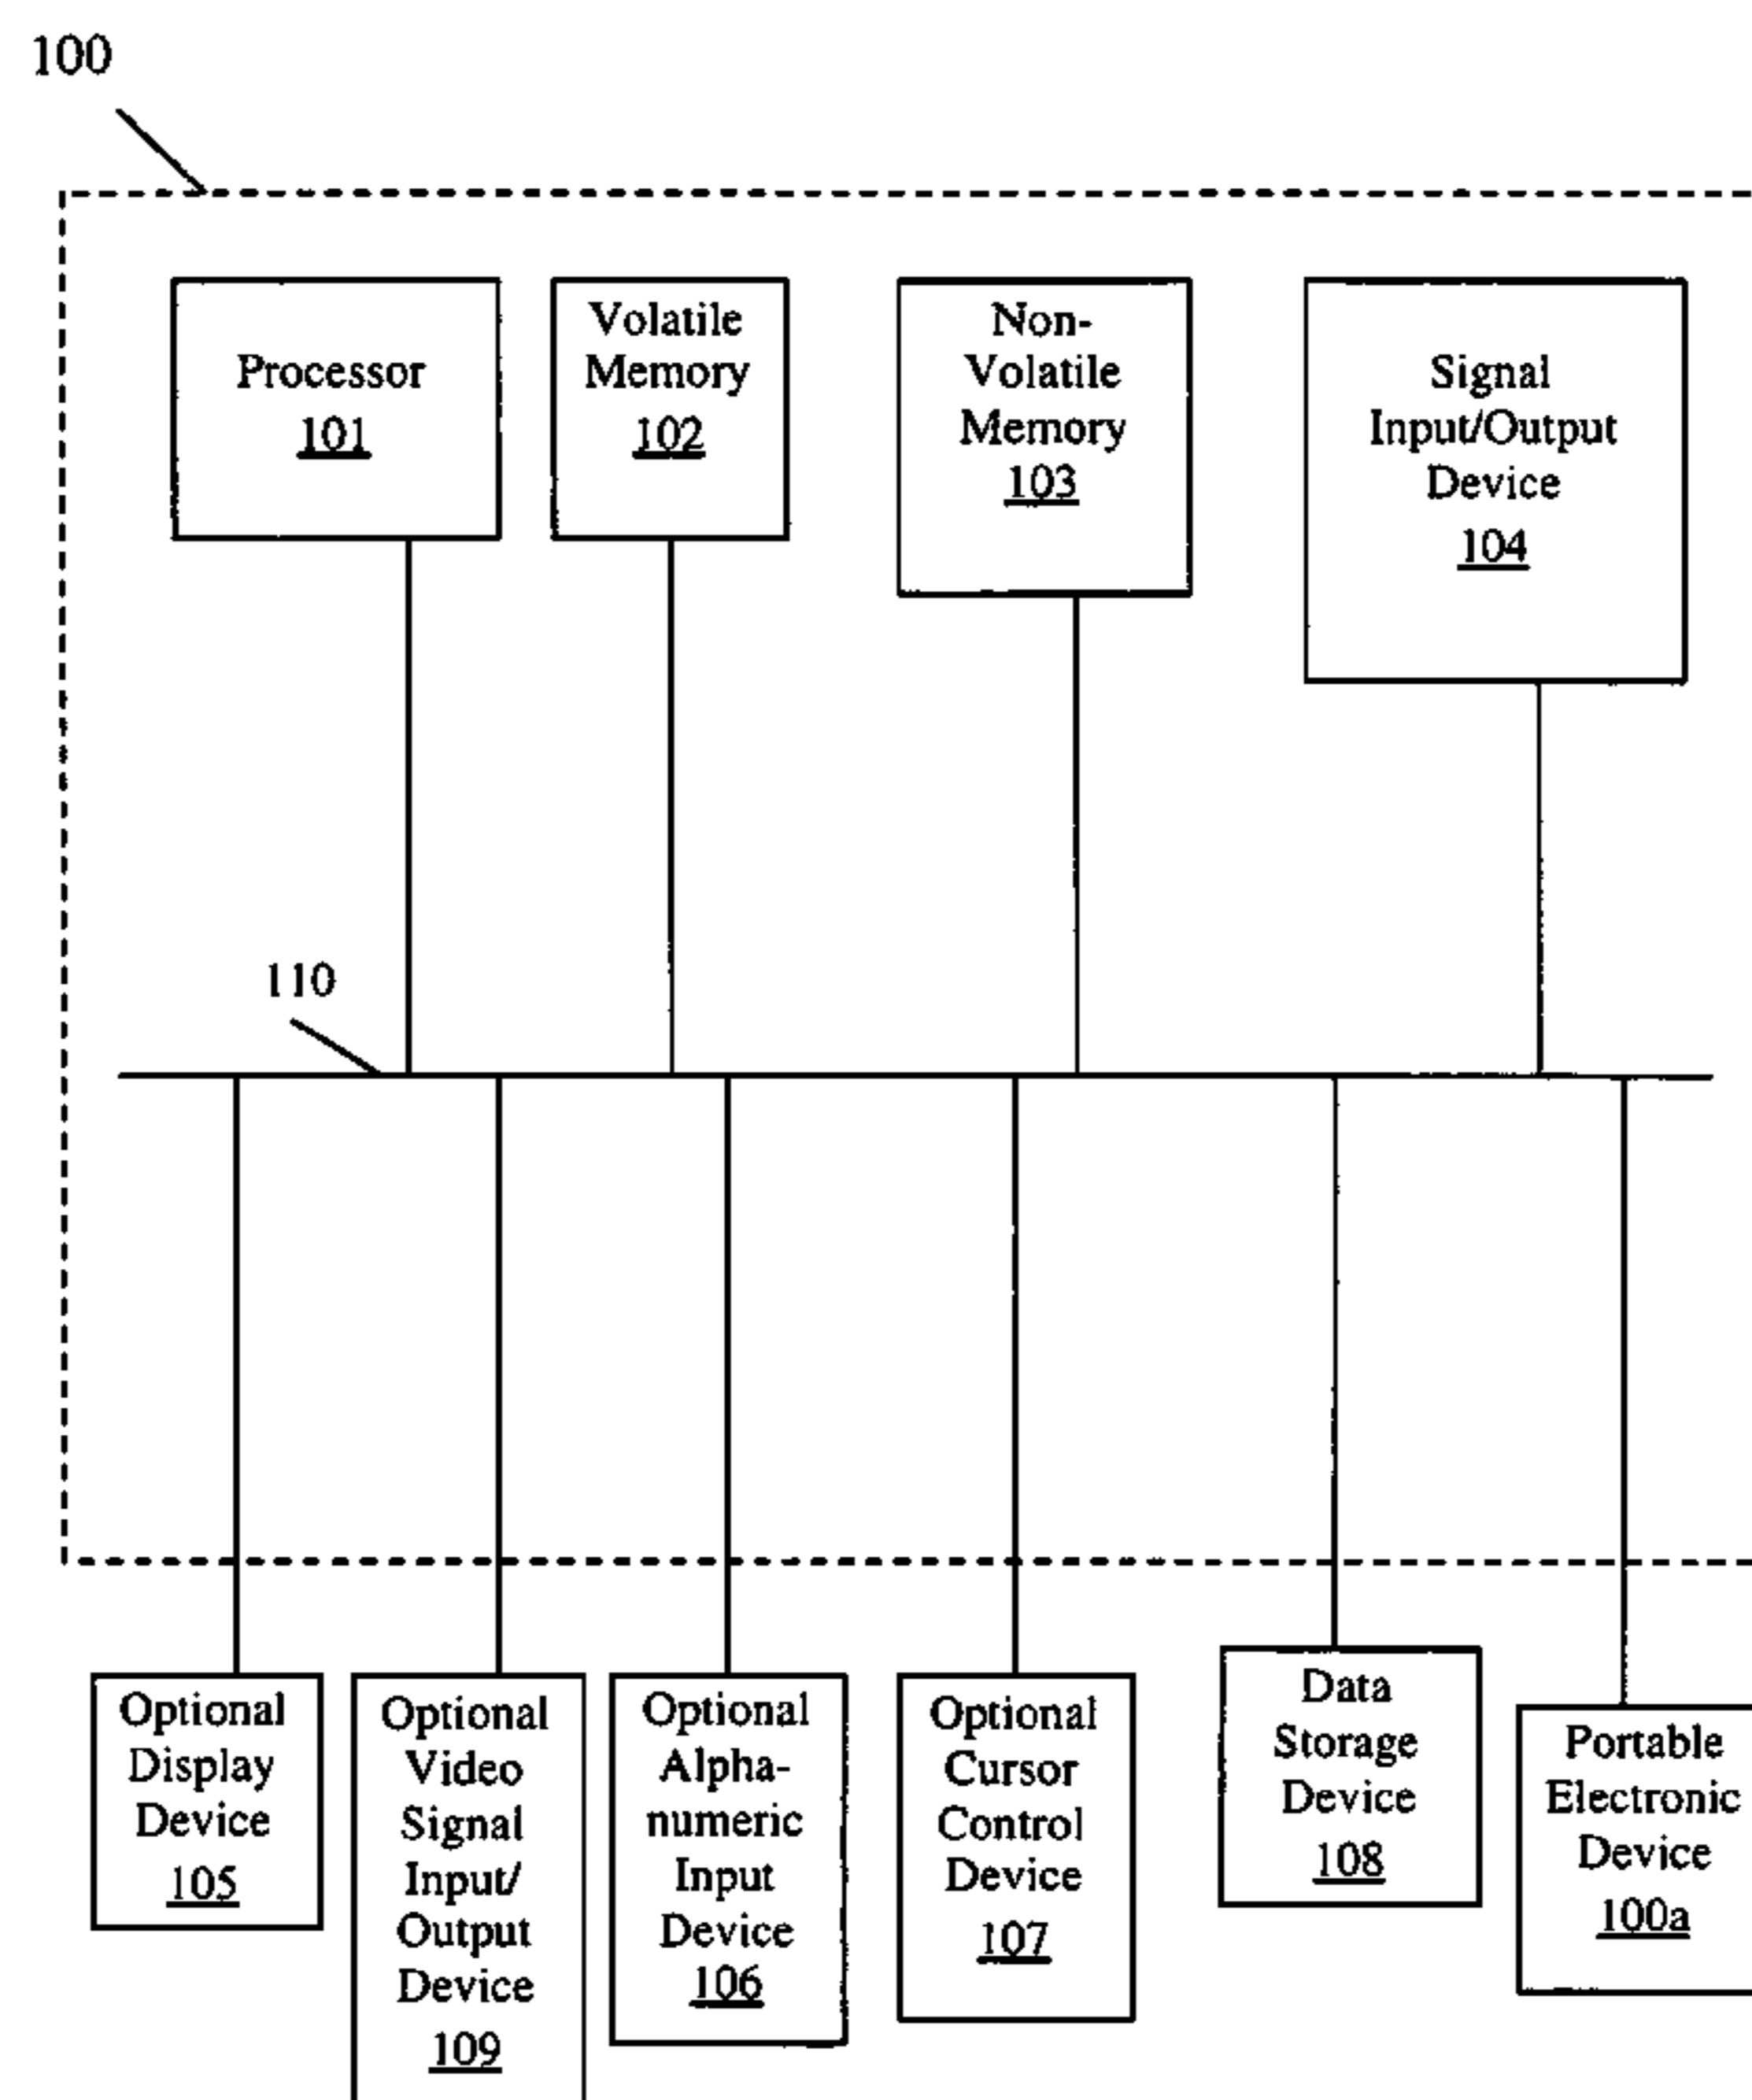 100
Processor
101
Volatile
Memory
102
Non-
Volatile
Memory
103
Signal
Input/Output
Device
104
110
Optional
Display
Device
105
Optional
Video
Signal
Input/
Output
Device
109
Optional
Alpha-
numeric
Input
Device
106
Optional
Cursor
Control
Device
107
Data
Storage
Device
108
Portable
Electronic
Device
100a